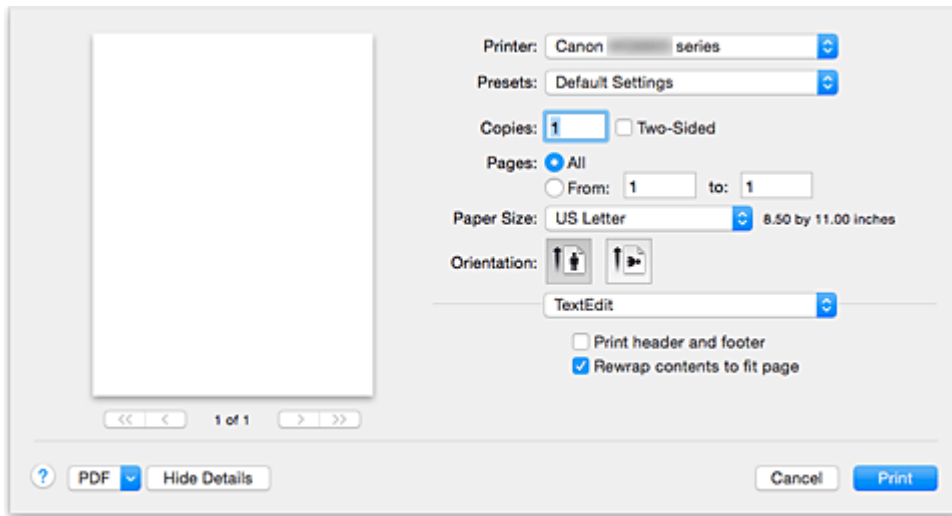 Printer: Canon series
Presets: Default Settings
Copies: 1 Two-Sided
Pages: All
From: 1 to: 1
Paper Size: US Letter 8.50 by 11.00 inches
Orientation:
TextEdit
Print header and footer
Rewrap contents to fit page
<< < 1 of 1 > >>
? PDF Hide Details Cancel Print